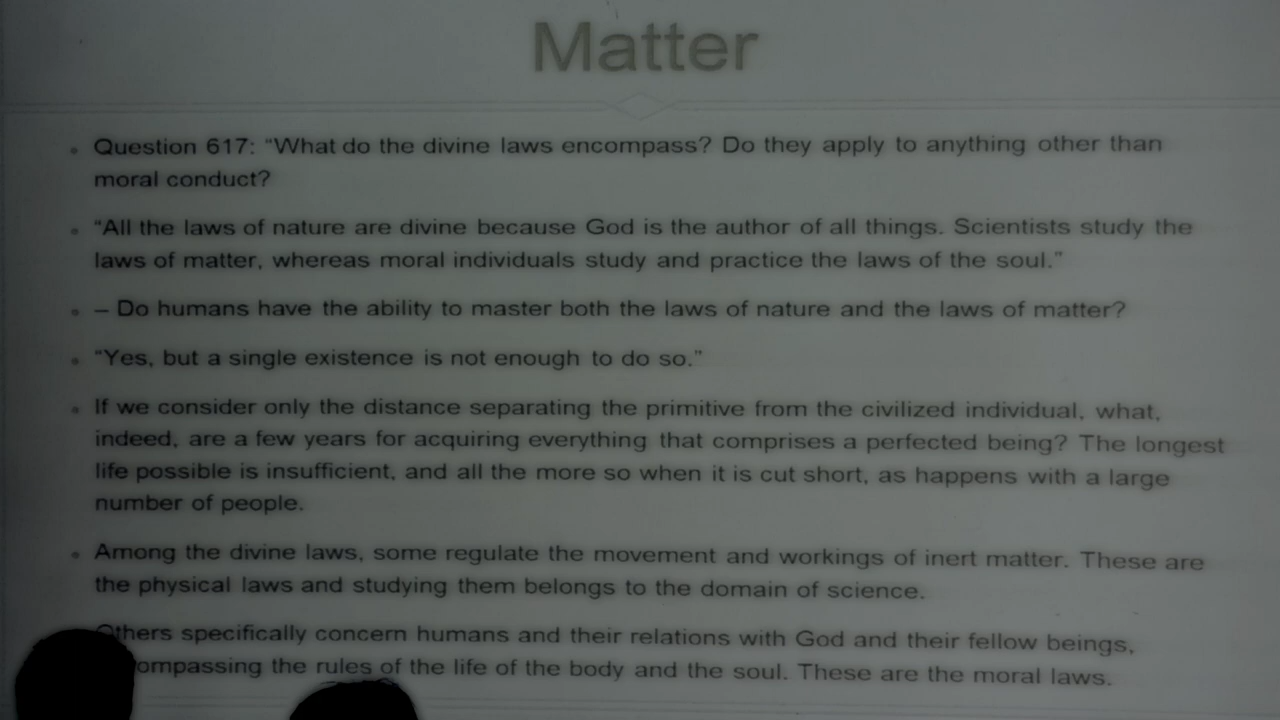 Matter
Question 617: “What do the divine laws encompass? Do they apply to anything other than
moral conduct?
“All the laws of nature are divine because God is the author of all things. Scientists study the
laws of matter, whereas moral individuals study and practice the laws of the soul.”
– Do humans have the ability to master both the laws of nature and the laws of matter?
“Yes, but a single existence is not enough to do so.”
If we consider only the distance separating the primitive from the civilized individual, what,
indeed, are a few years for acquiring everything that comprises a perfected being? The longest
life possible is insufficient, and all the more so when it is cut short, as happens with a large
number of people.
Among the divine laws, some regulate the movement and workings of inert matter. These are
the physical laws and studying them belongs to the domain of science.
Others specifically concern humans and their relations with God and their fellow beings,
ompassing the rules of the life of the body and the soul. These are the moral laws.